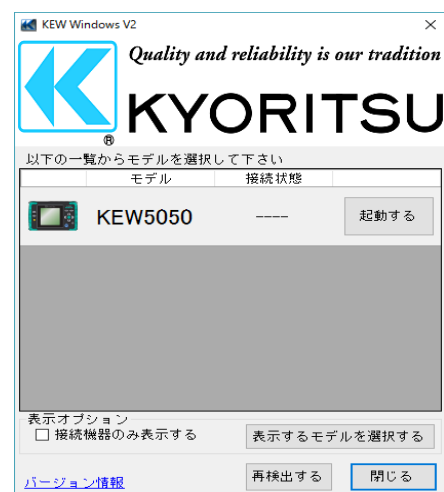 KEW Windows V2
Quality and reliability is our tradition
KYORITSU
®
以下の一覧からモデルを選択して下さい
モデル 接続状態
KEW5050 ---- 起動する
表示オプション
接続機器のみ表示する 表示するモデルを選択する
バージョン情報 再検出する 閉じる